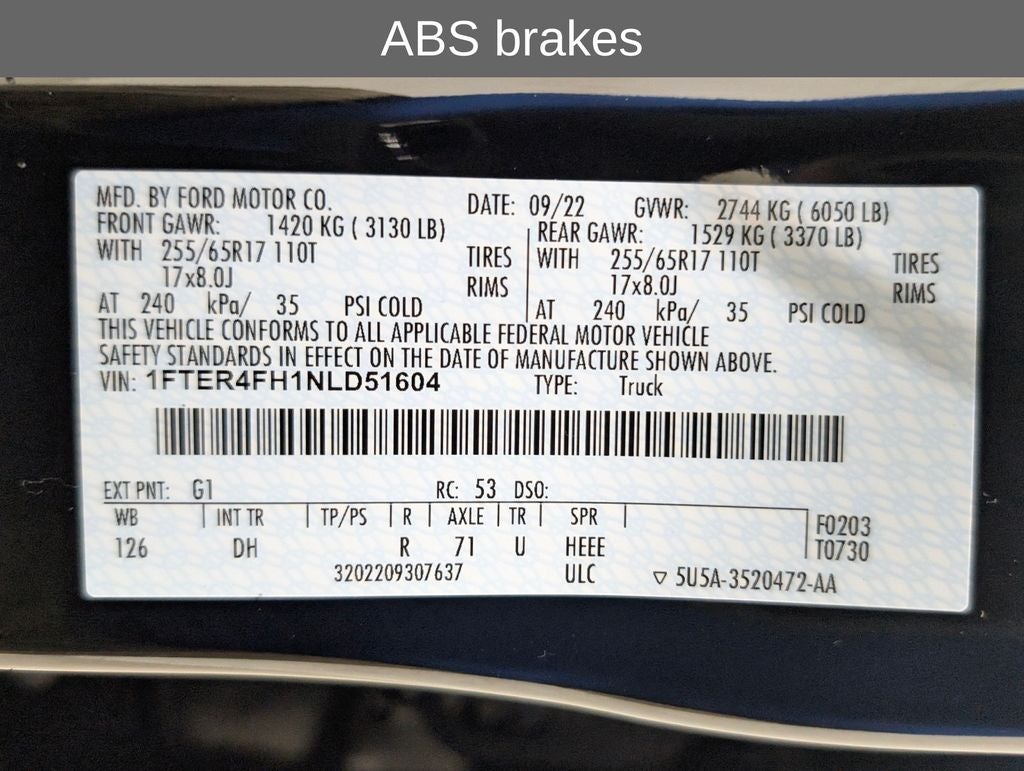 ABS brakes
MFD. BY FORD MOTOR CO. DATE: 09/22 GVWR: 2744 KG ( 6050 LB)
FRONT GAWR: 1420 KG ( 3130 LB) REAR GAWR: 1529 KG ( 3370 LB)
WITH 255/65R17 110T TIRES WITH 255/65R17 110T TIRES
17x8.0J RIMS 17x8.0J RIMS
AT 240 kPa/ 35 PSI COLD AT 240 kPa/ 35 PSI COLD
THIS VEHICLE CONFORMS TO ALL APPLICABLE FEDERAL MOTOR VEHICLE
SAFETY STANDARDS IN EFFECT ON THE DATE OF MANUFACTURE SHOWN ABOVE.
VIN: 1FTER4FH1NLD51604 TYPE: Truck
EXT PNT: G1 RC: 53 DSO:
WB INT TR TP/PS R AXLE TR SPR F0203
126 DH R 71 U HEEE T0730
3202209307637 ULC ▽ 5U5A-3520472-AA